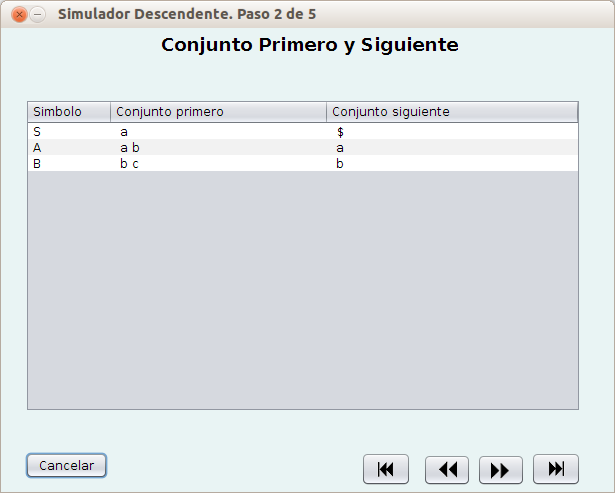 Simulador Descendente. Paso 2 de 5
Conjunto Primero y Siguiente
Simbolo Conjunto primero Conjunto siguiente
S a $
A a b a
B b c b
Cancelar